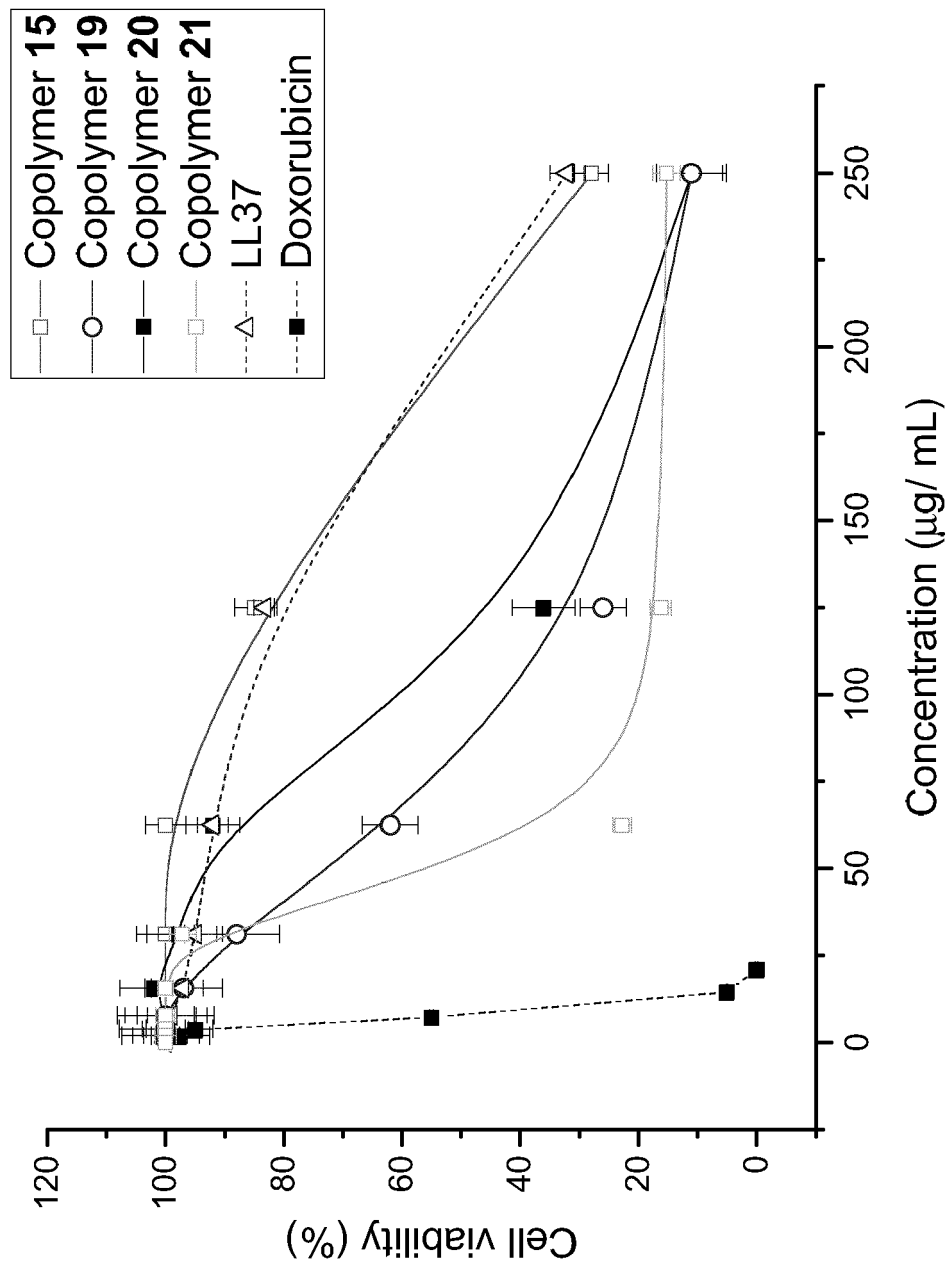 Copolymer 15
Copolymer 19
Copolymer 20
Copolymer 21
LL37
Doxorubicin
120
100
80
60
40
20
0
Cell viability (%)
0
50
100
150
200
250
Concentration (μg/ mL)